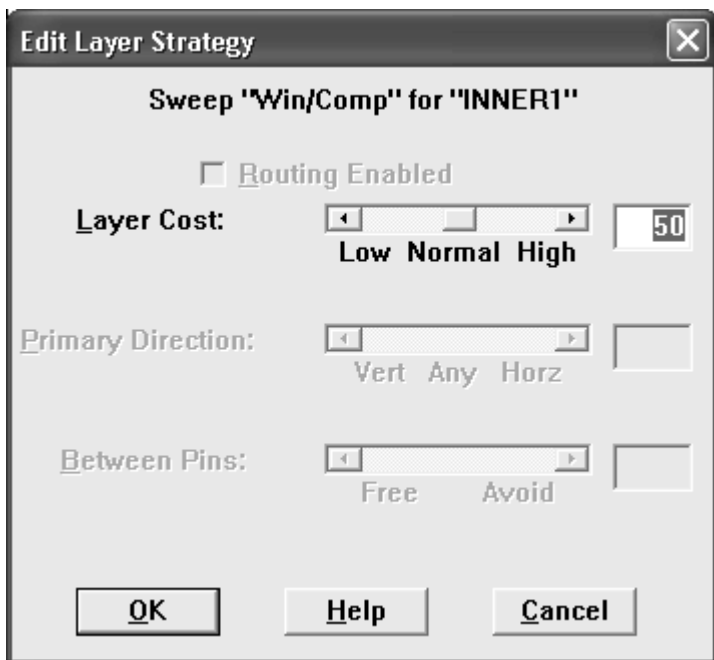 Edit Layer Strategy
Sweep "Win/Comp" for "INNER1"
Routing Enabled
Layer Cost: 50
Low Normal High
Primary Direction:
Vert Any Horz
Between Pins:
Free Avoid
OK Help Cancel